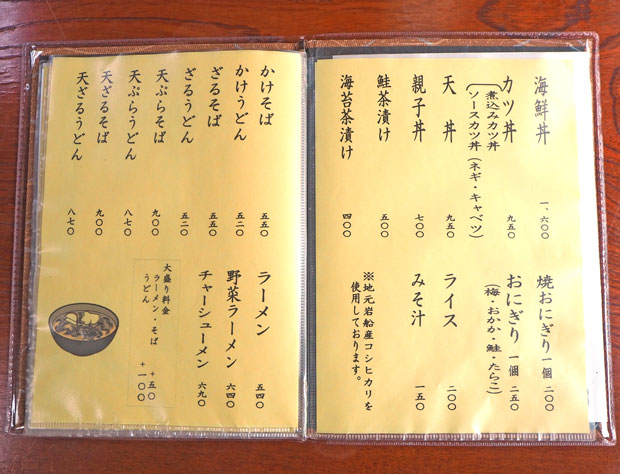 海鮮丼 一、六〇〇
カツ丼 九五〇
煮込みカツ丼
ソースカツ丼(ネギ・キャベツ)
天丼 九五〇
親子丼 七〇〇
鮭茶漬け 五〇〇
海苔茶漬け 四〇〇
焼おにぎり 一個 二〇〇
おにぎり 一個 二五〇
(梅・おかか・鮭・たらこ)
ライス 二〇〇
みそ汁 一五〇
※地元岩船産コシヒカリを
使用しております。
かけそば 五五〇
かけうどん 五二〇
ざるそば 五五〇
ざるうどん 五二〇
天ぷらそば 九〇〇
天ぷらうどん 八七〇
天ざるそば 九〇〇
天ざるうどん 八七〇
ラーメン 五四〇
野菜ラーメン 六四〇
チャーシューメン 六九〇
大盛り料金
ラーメン・そば +五〇
うどん +一〇〇